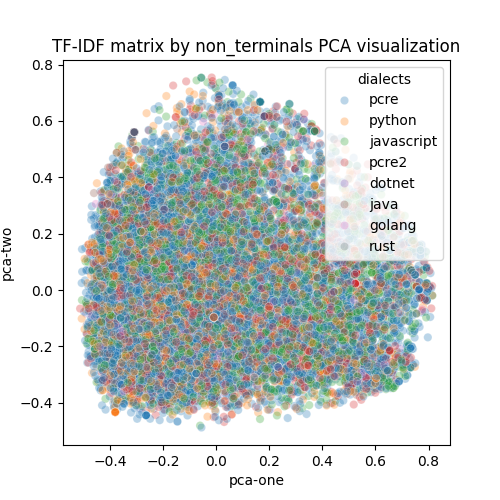 TF-IDF matrix by non_terminals PCA visualization
dialects
pcre
python
javascript
pcre2
dotnet
java
golang
rust
0.8
0.6
0.4
0.2
0.0
−0.2
−0.4
pca-two
−0.4 −0.2 0.0 0.2 0.4 0.6 0.8
pca-one